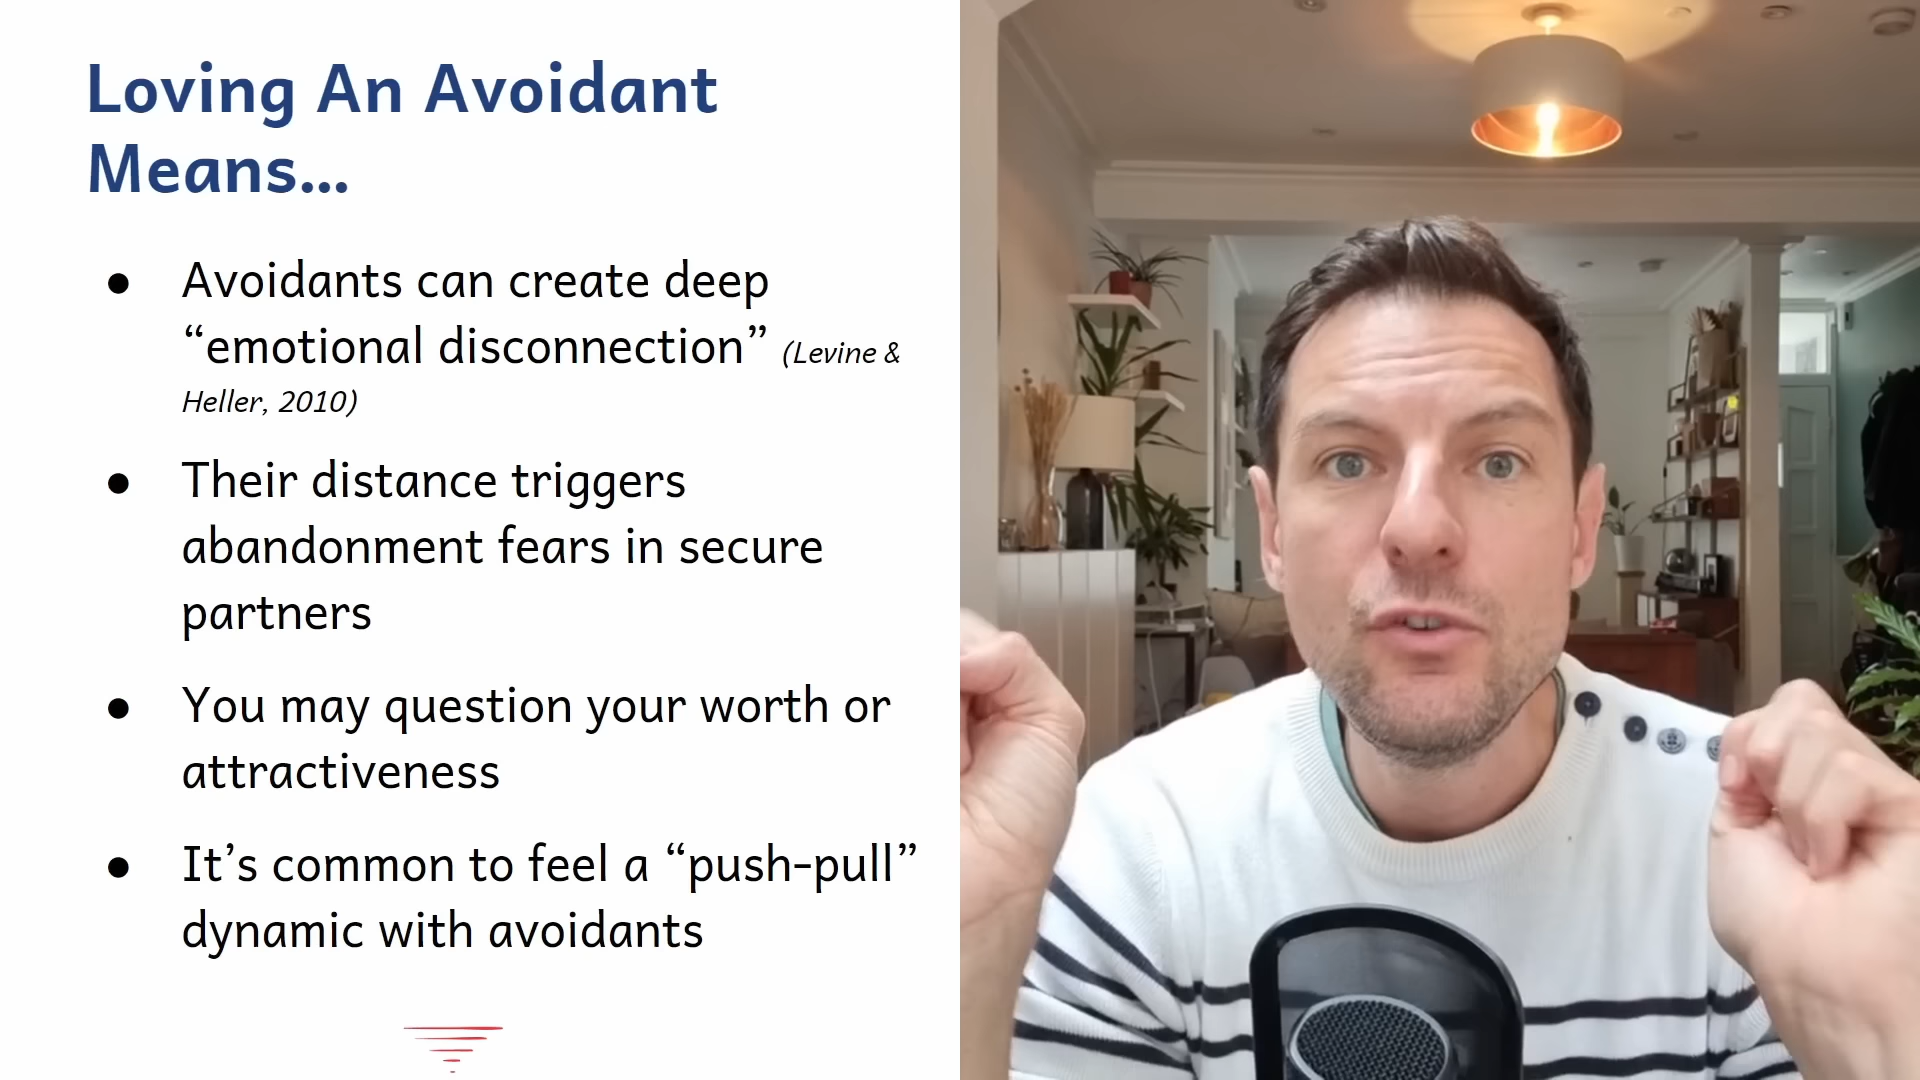 Loving An Avoidant
Means...
● Avoidants can create deep
“emotional disconnection” (Levine &
Heller, 2010)
● Their distance triggers
abandonment fears in secure
partners
● You may question your worth or
attractiveness
● It’s common to feel a “push-pull”
dynamic with avoidants